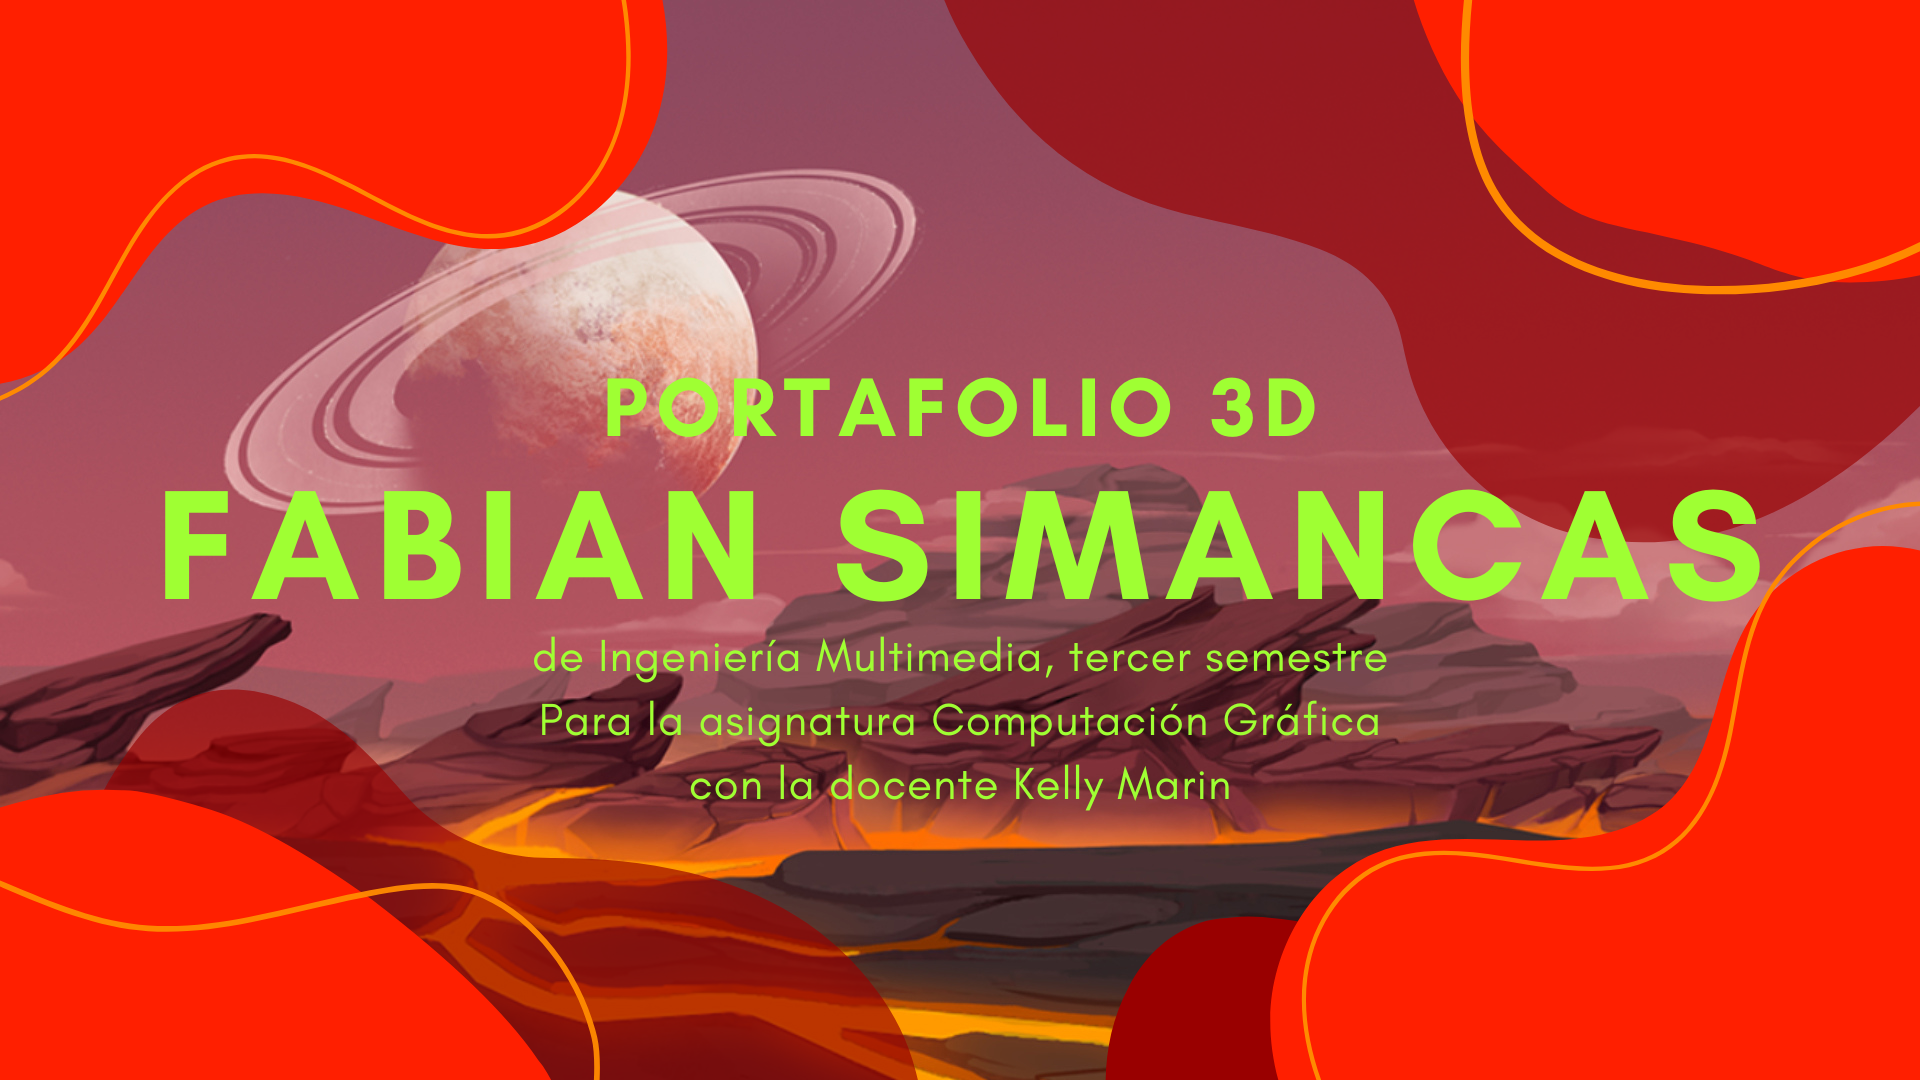 PORTAFOLIO 3D
FABIAN SIMANCAS
de Ingeniería Multimedia, tercer semestre
Para la asignatura Computación Gráfica
con la docente Kelly Marin